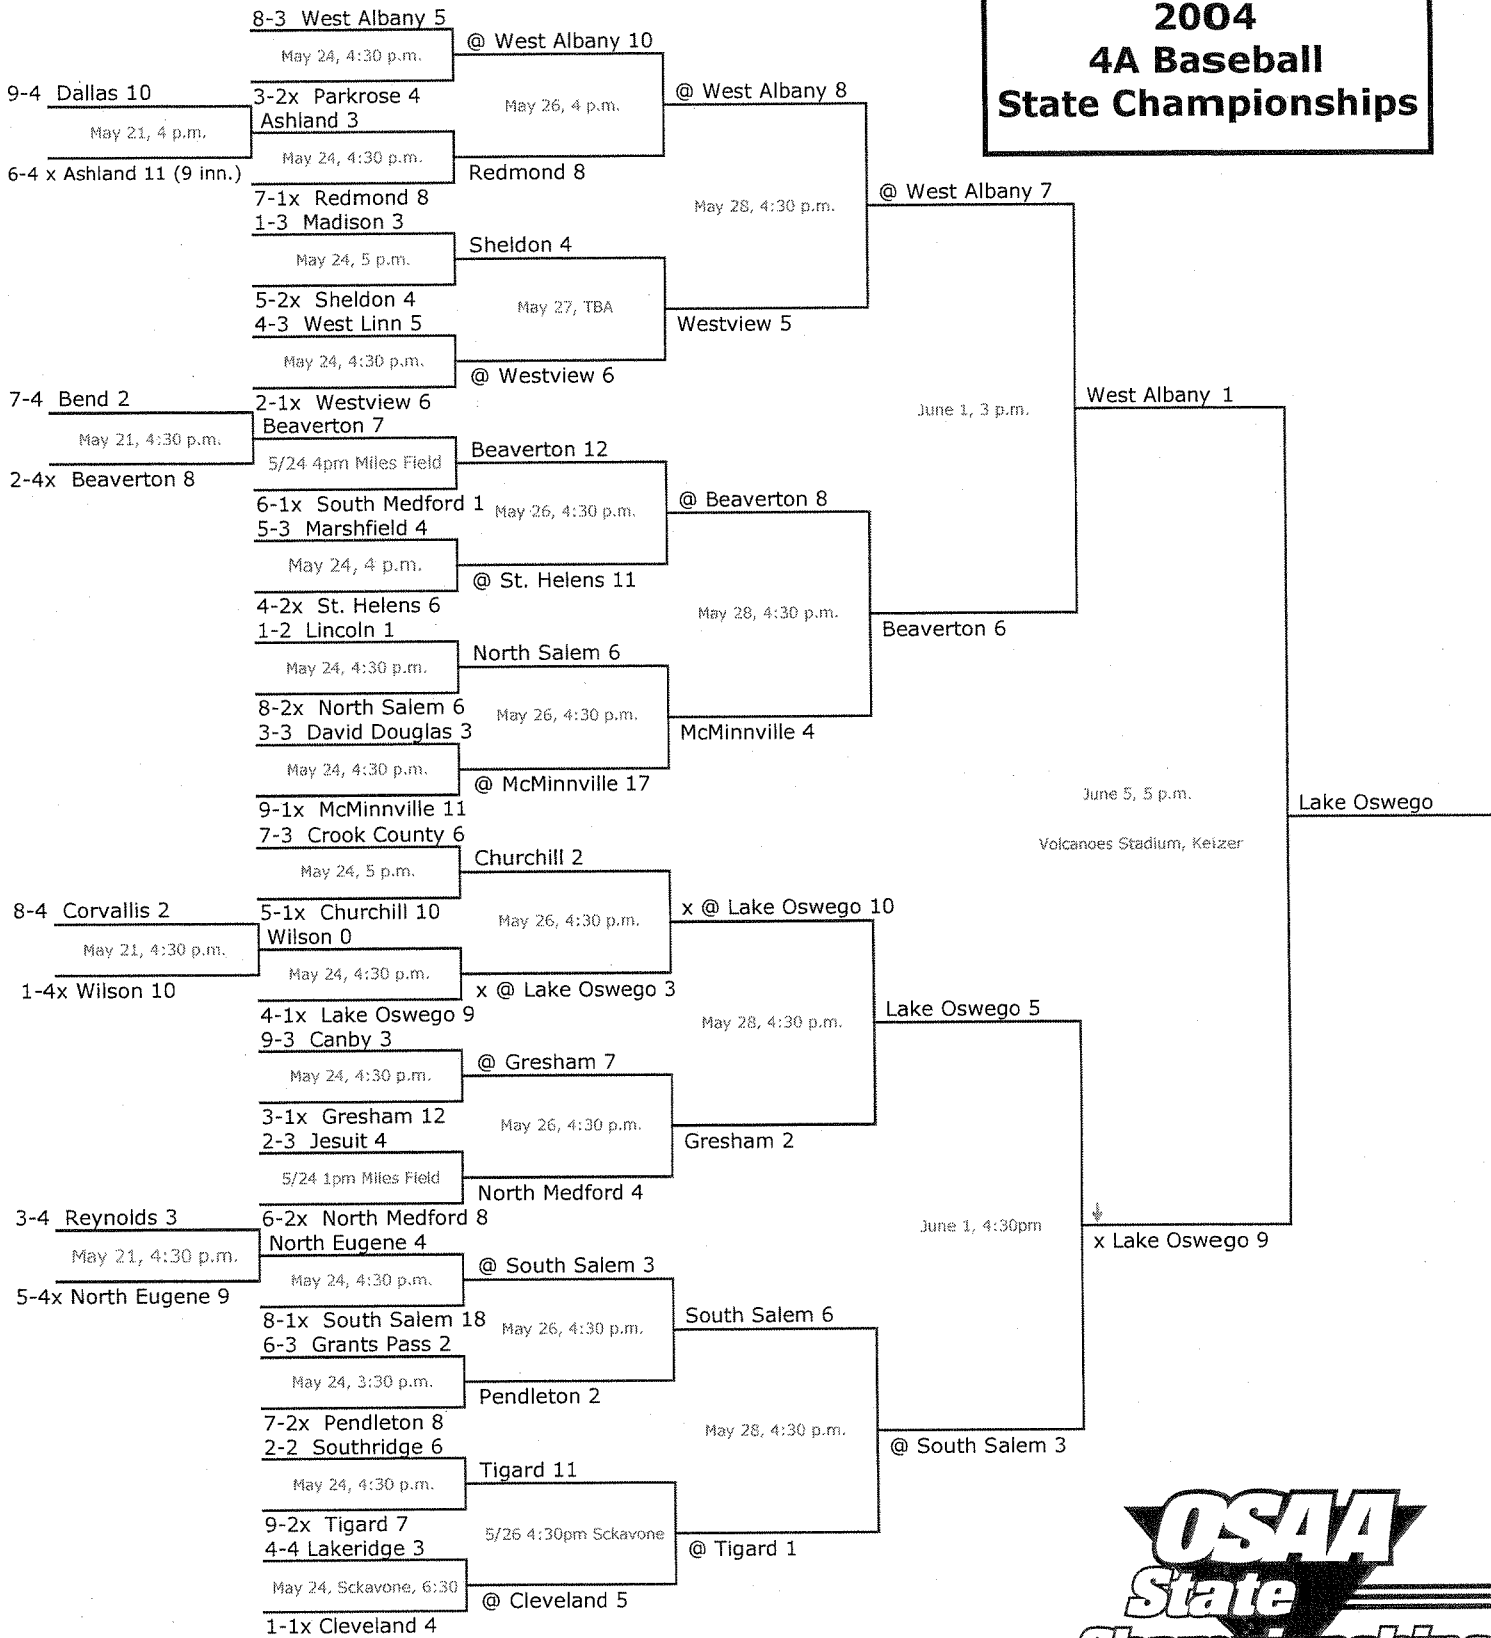 2004
4A Baseball
State Championships
8-3 West Albany 5
May 24, 4:30 p.m.
3-2x Parkrose 4
@ West Albany 10
9-4 Dallas 10
May 21, 4 p.m.
6-4 x Ashland 11 (9 inn.)
Ashland 3
May 24, 4:30 p.m.
7-1x Redmond 8
May 26, 4 p.m.
Redmond 8
@ West Albany 8
1-3 Madison 3
May 24, 5 p.m.
5-2x Sheldon 4
Sheldon 4
May 27, TBA
4-3 West Linn 5
May 24, 4:30 p.m.
2-1x Westview 6
@ Westview 6
Westview 5
May 28, 4:30 p.m.
@ West Albany 7
7-4 Bend 2
May 21, 4:30 p.m.
2-4x Beaverton 8
Beaverton 7
5/24 4pm Miles Field
6-1x South Medford 1
Beaverton 12
May 26, 4:30 p.m.
5-3 Marshfield 4
May 24, 4 p.m.
4-2x St. Helens 6
@ St. Helens 11
@ Beaverton 8
1-2 Lincoln 1
May 24, 4:30 p.m.
8-2x North Salem 6
North Salem 6
May 26, 4:30 p.m.
3-3 David Douglas 3
May 24, 4:30 p.m.
9-1x McMinnville 11
@ McMinnville 17
McMinnville 4
May 28, 4:30 p.m.
Beaverton 6
June 1, 3 p.m.
West Albany 1
7-3 Crook County 6
May 24, 5 p.m.
5-1x Churchill 10
Churchill 2
May 26, 4:30 p.m.
8-4 Corvallis 2
May 21, 4:30 p.m.
1-4x Wilson 10
Wilson 0
May 24, 4:30 p.m.
4-1x Lake Oswego 9
x @ Lake Oswego 3
x @ Lake Oswego 10
9-3 Canby 3
May 24, 4:30 p.m.
3-1x Gresham 12
@ Gresham 7
May 26, 4:30 p.m.
2-3 Jesuit 4
5/24 1pm Miles Field
6-2x North Medford 8
North Medford 4
Gresham 2
May 28, 4:30 p.m.
Lake Oswego 5
3-4 Reynolds 3
May 21, 4:30 p.m.
5-4x North Eugene 9
North Eugene 4
May 24, 4:30 p.m.
8-1x South Salem 18
@ South Salem 3
May 26, 4:30 p.m.
6-3 Grants Pass 2
May 24, 3:30 p.m.
7-2x Pendleton 8
Pendleton 2
South Salem 6
2-2 Southridge 6
May 24, 4:30 p.m.
9-2x Tigard 7
Tigard 11
5/26 4:30pm Sckavone
4-4 Lakeridge 3
May 24, Sckavone, 6:30
1-1x Cleveland 4
@ Cleveland 5
@ Tigard 1
May 28, 4:30 p.m.
@ South Salem 3
June 1, 4:30pm
x Lake Oswego 9
June 5, 5 p.m.
Volcanoes Stadium, Keizer
Lake Oswego
OSAA
State
Championships